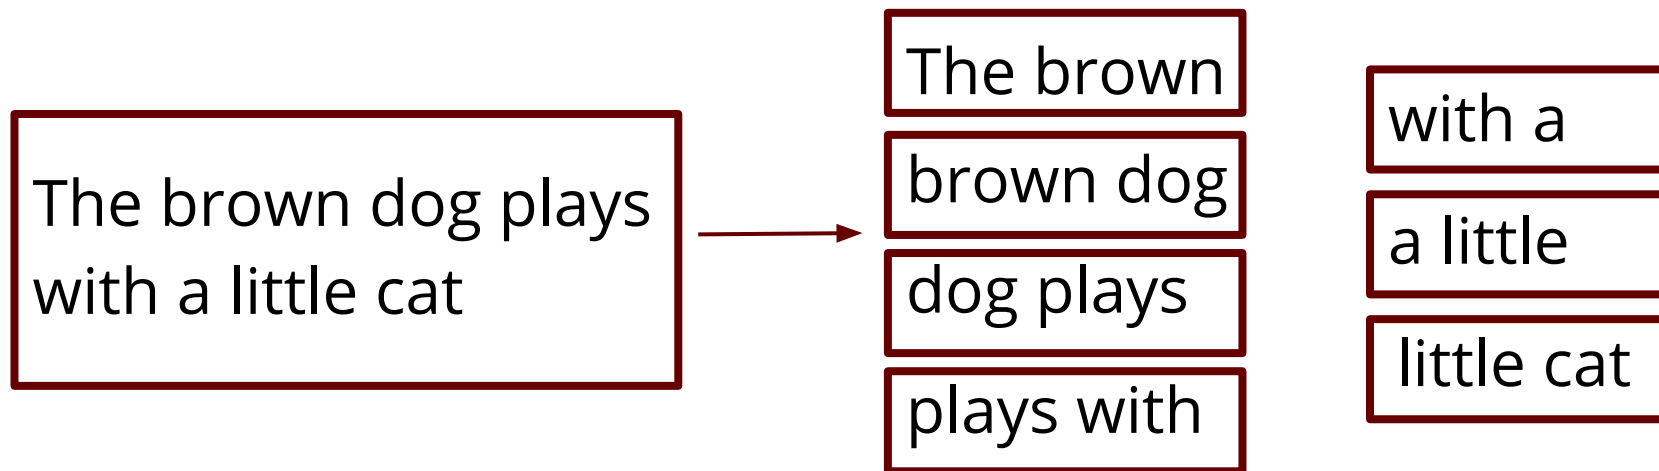 The brown dog plays
with a little cat
The brown
brown dog
dog plays
plays with
with a
a little
little cat